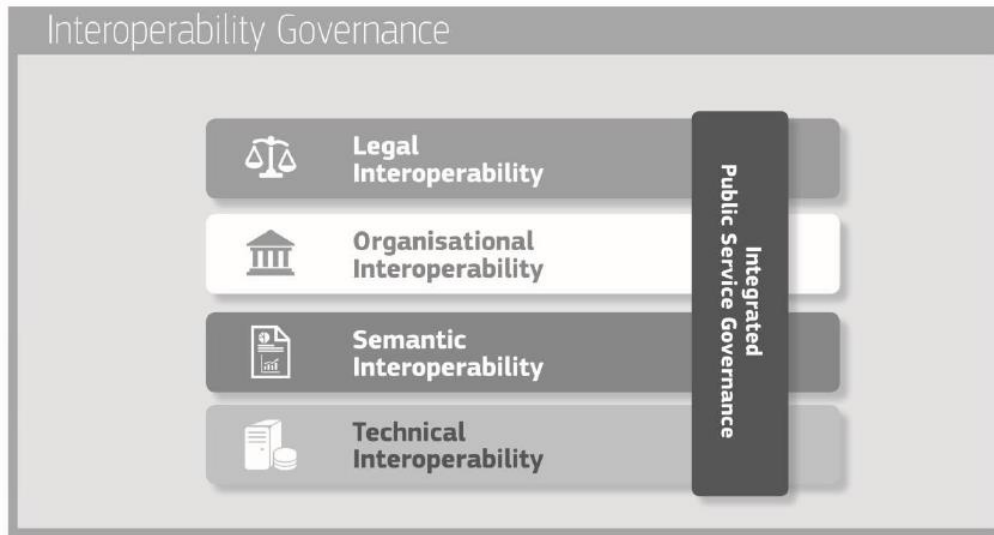 Interoperability Governance
Legal
Interoperability
Organisational
Interoperability
Semantic
Interoperability
Technical
Interoperability
Integrated
Public Service Governance